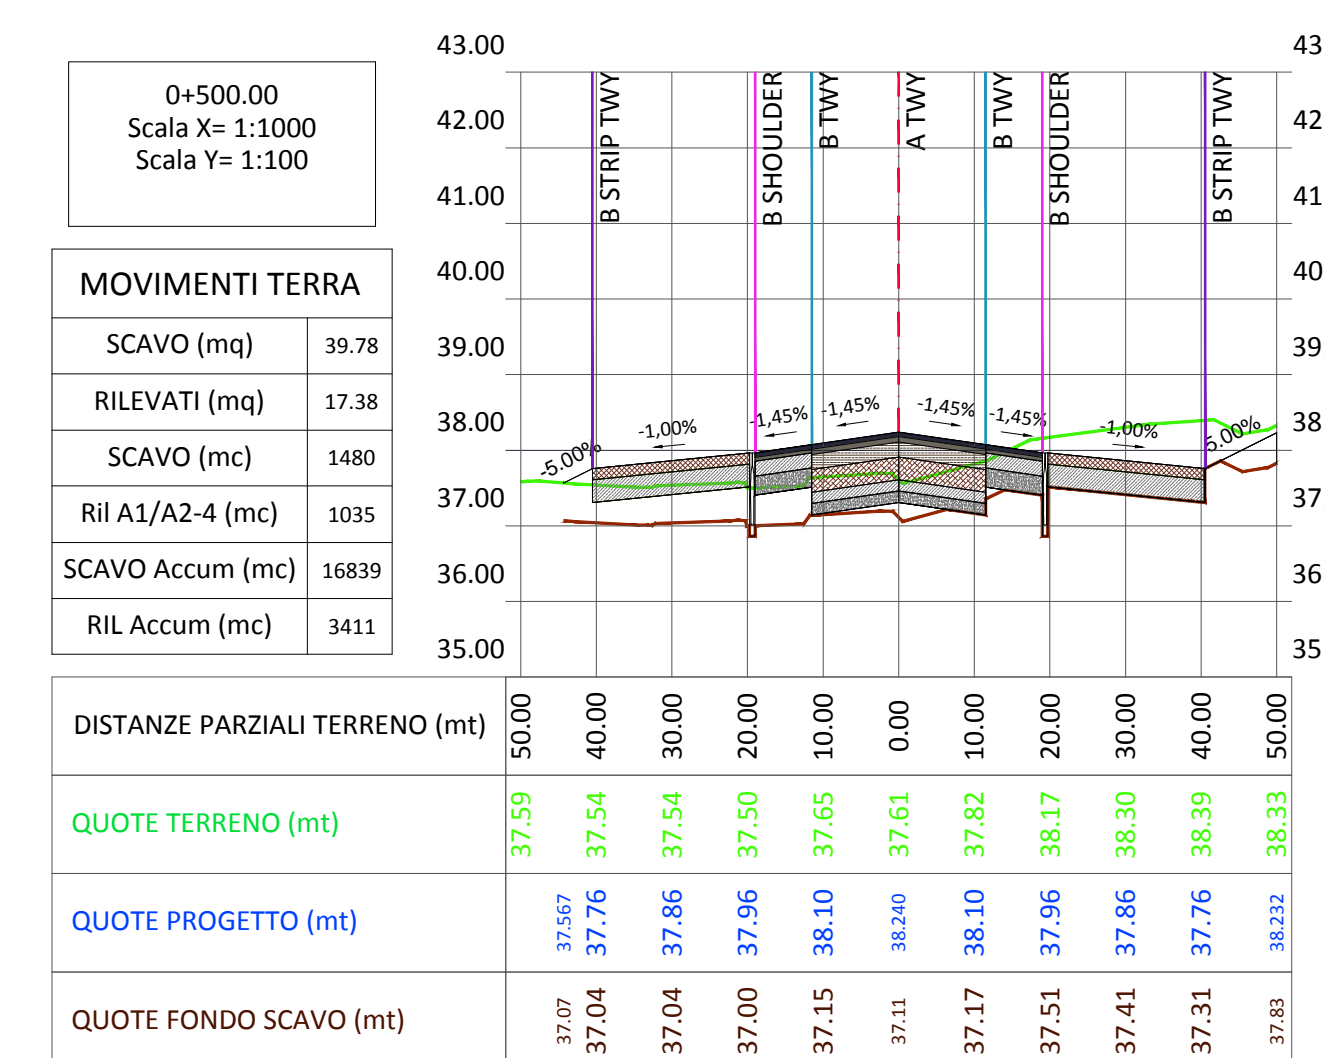 0+500.00
Scala X= 1:1000
Scala Y= 1:100
MOVIMENTI TERRA
SCAVO (mq) 39.78
RILEVATI (mq) 17.38
SCAVO (mc) 1480
Ril A1/A2-4 (mc) 1035
SCAVO Accum (mc) 16839
RIL Accum (mc) 3411
43.00 43
42.00 42
41.00 41
40.00 40
39.00 39
38.00 38
37.00 37
36.00 36
35.00 35
B STRIP TWY
B SHOULDER
B TWY
A TWY
B TWY
B SHOULDER
B STRIP TWY
-5.00%
-1,00%
-1,45%
-1,45%
-1,45%
-1,45%
-1,00%
5.00%
DISTANZE PARZIALI TERRENO (mt) 50.00 40.00 30.00 20.00 10.00 0.00 10.00 20.00 30.00 40.00 50.00
QUOTE TERRENO (mt) 37.59 37.54 37.54 37.50 37.65 37.61 37.82 38.17 38.30 38.39 38.33
QUOTE PROGETTO (mt) 37.567 37.76 37.86 37.96 38.10 38.240 38.10 37.96 37.86 37.76 38.232
QUOTE FONDO SCAVO (mt) 37.07 37.04 37.04 37.00 37.15 37.11 37.17 37.51 37.41 37.31 37.83